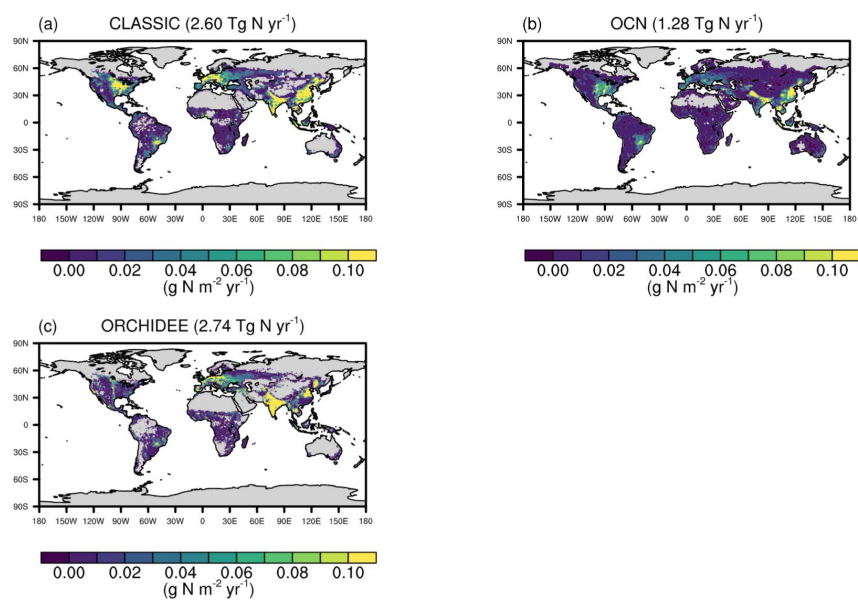 (a) CLASSIC (2.60 Tg N yr⁻¹)
90N
60N
30N
0
30S
60S
90S
180 150W 120W 90W 60W 30W 0 30E 60E 90E 120E 150E 180
0.00 0.02 0.04 0.06 0.08 0.10
(g N m⁻² yr⁻¹)
(b) OCN (1.28 Tg N yr⁻¹)
90N
60N
30N
0
30S
60S
90S
180 150W 120W 90W 60W 30W 0 30E 60E 90E 120E 150E 180
0.00 0.02 0.04 0.06 0.08 0.10
(g N m⁻² yr⁻¹)
(c) ORCHIDEE (2.74 Tg N yr⁻¹)
90N
60N
30N
0
30S
60S
90S
180 150W 120W 90W 60W 30W 0 30E 60E 90E 120E 150E 180
0.00 0.02 0.04 0.06 0.08 0.10
(g N m⁻² yr⁻¹)